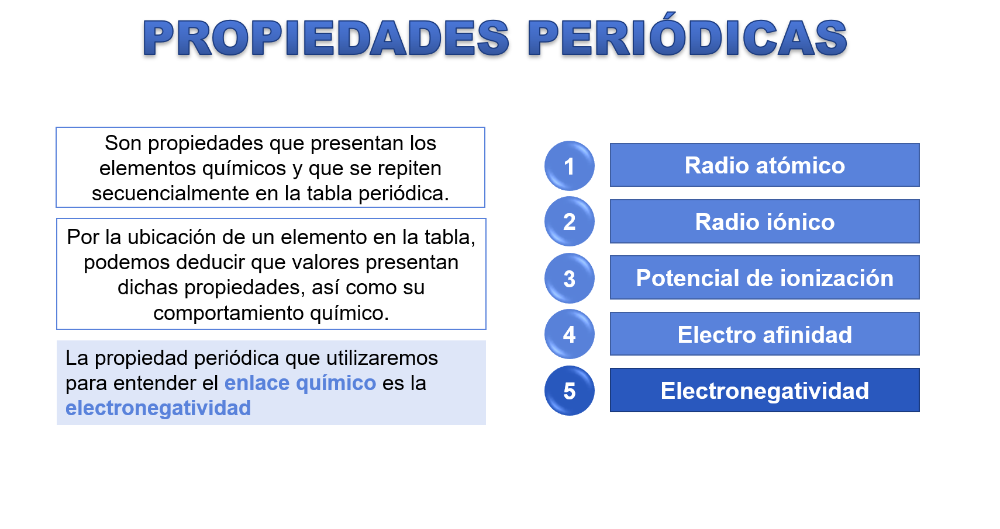 PROPIEDADES PERIÓDICAS
Son propiedades que presentan los
elementos químicos y que se repiten
secuencialmente en la tabla periódica.
Por la ubicación de un elemento en la tabla,
podemos deducir que valores presentan
dichas propiedades, así como su
comportamiento químico.
La propiedad periódica que utilizaremos
para entender el enlace químico es la
electronegatividad
1 Radio atómico
2 Radio iónico
3 Potencial de ionización
4 Electro afinidad
5 Electronegatividad